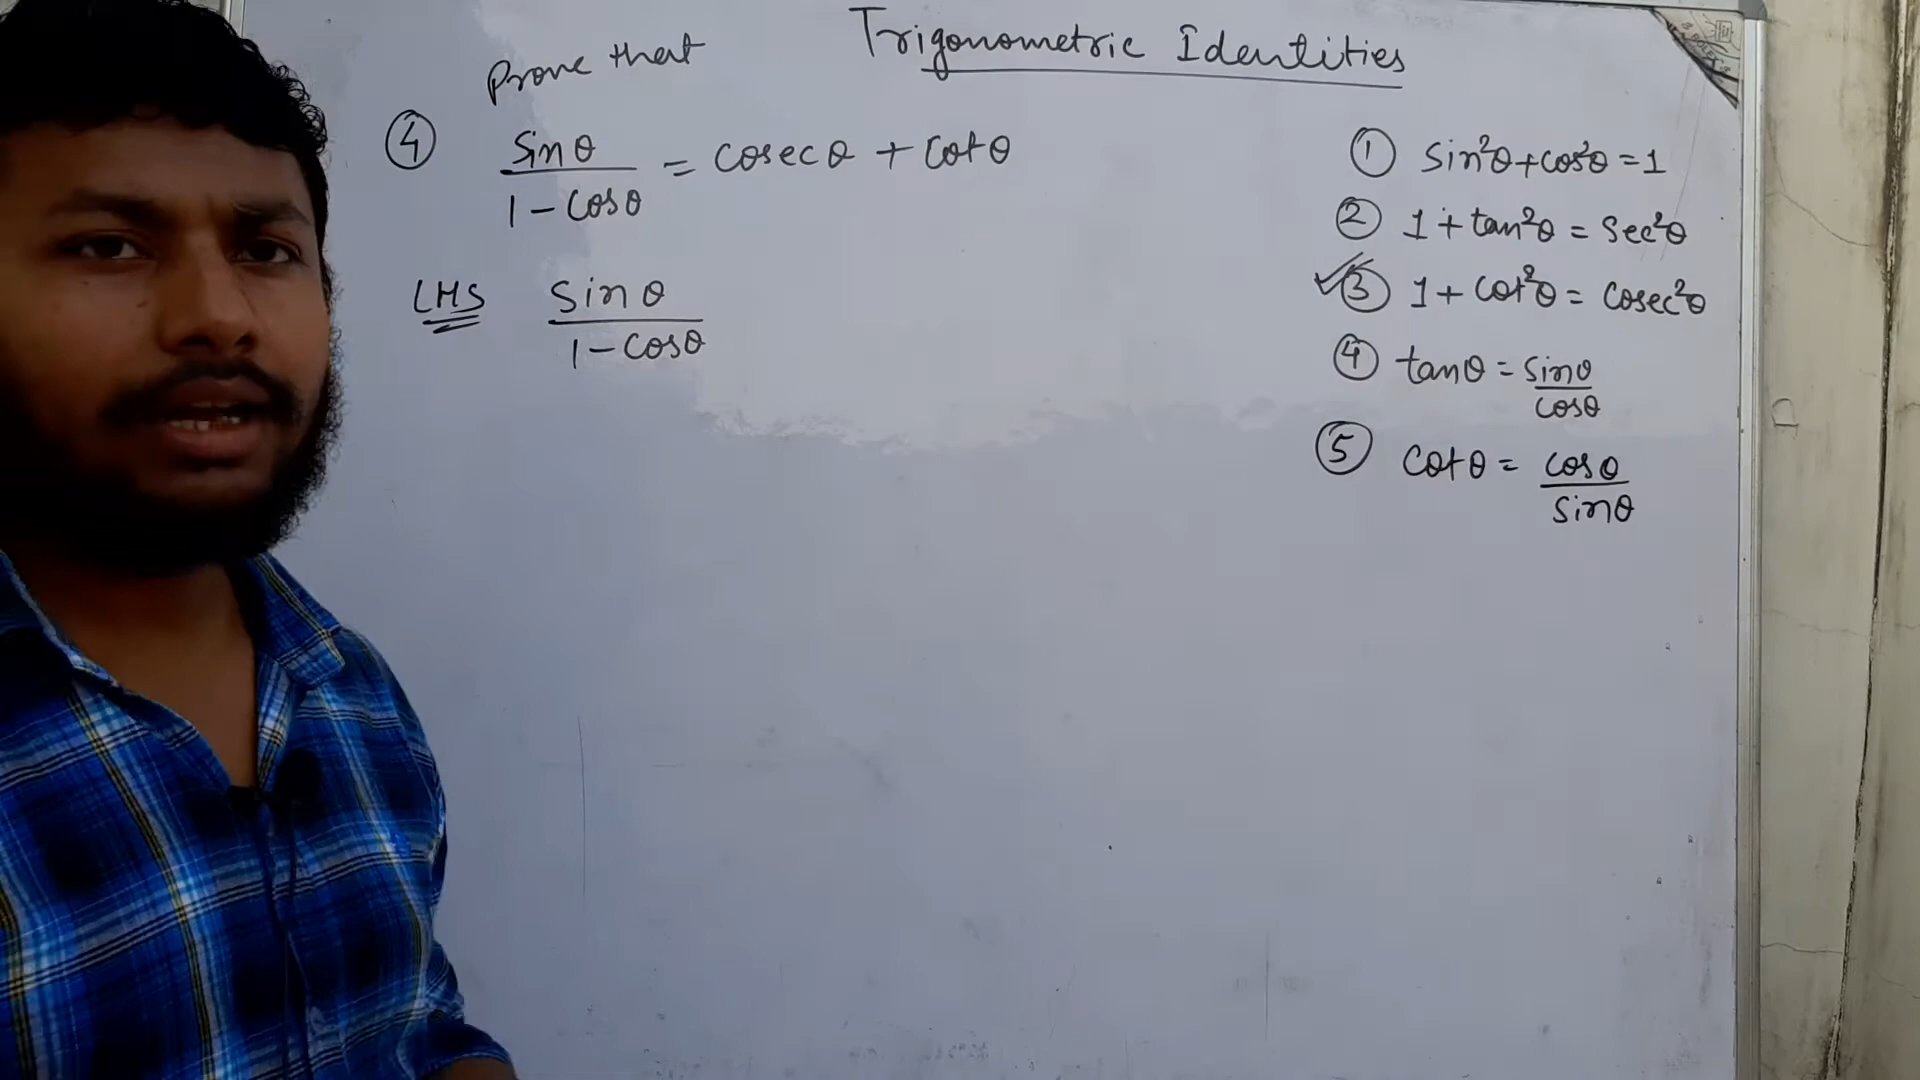 Trigonometric Identities
Prove that
④ Sinθ / 1 - Cosθ = cosecθ + Cotθ
LHS Sinθ / 1 - Cosθ
① Sin²θ + cos²θ = 1
② 1 + tan²θ = Sec²θ
③ 1 + Cot²θ = Cosec²θ
④ tanθ = Sinθ / Cosθ
⑤ Cotθ = Cosθ / Sinθ